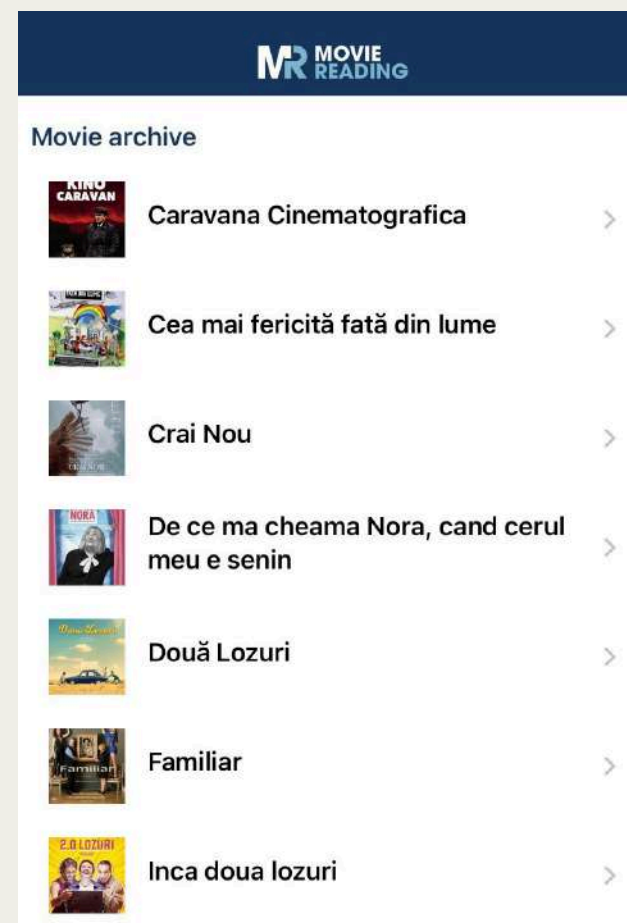 MR MOVIE
READING
Movie archive
KINO
CARAVAN
Caravana Cinematografica
Cea mai fericită fată din lume
Crai Nou
NORA
De ce ma cheama Nora, cand cerul
meu e senin
Două Lozuri
Familiar
Familiar
2.0 LOZURI
Inca doua lozuri